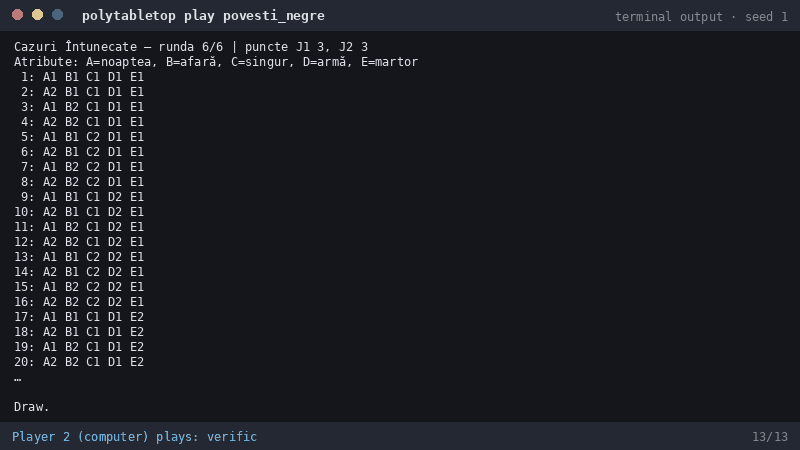 polytabletop play povesti_negre
terminal output · seed 1
Cazuri Întunecate — runda 6/6 | puncte J1 3, J2 3
Atribute: A=noaptea, B=afară, C=singur, D=armă, E=martor
1: A1 B1 C1 D1 E1
2: A2 B1 C1 D1 E1
3: A1 B2 C1 D1 E1
4: A2 B2 C1 D1 E1
5: A1 B1 C2 D1 E1
6: A2 B1 C2 D1 E1
7: A1 B2 C2 D1 E1
8: A2 B2 C2 D1 E1
9: A1 B1 C1 D2 E1
10: A2 B1 C1 D2 E1
11: A1 B2 C1 D2 E1
12: A2 B2 C1 D2 E1
13: A1 B1 C2 D2 E1
14: A2 B1 C2 D2 E1
15: A1 B2 C2 D2 E1
16: A2 B2 C2 D2 E1
17: A1 B1 C1 D1 E2
18: A2 B1 C1 D1 E2
19: A1 B2 C1 D1 E2
20: A2 B2 C1 D1 E2
…
Draw.
Player 2 (computer) plays: verific
13/13